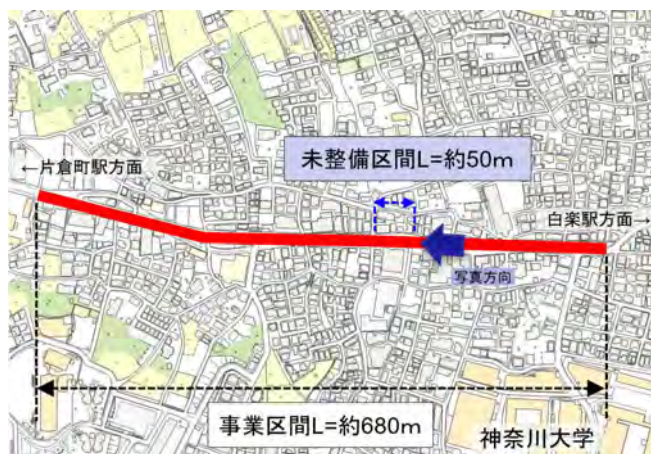 未整備区間L=約50m
←片倉町駅方面
白楽駅方面→
写真方向
事業区間L=約680m
神奈川大学